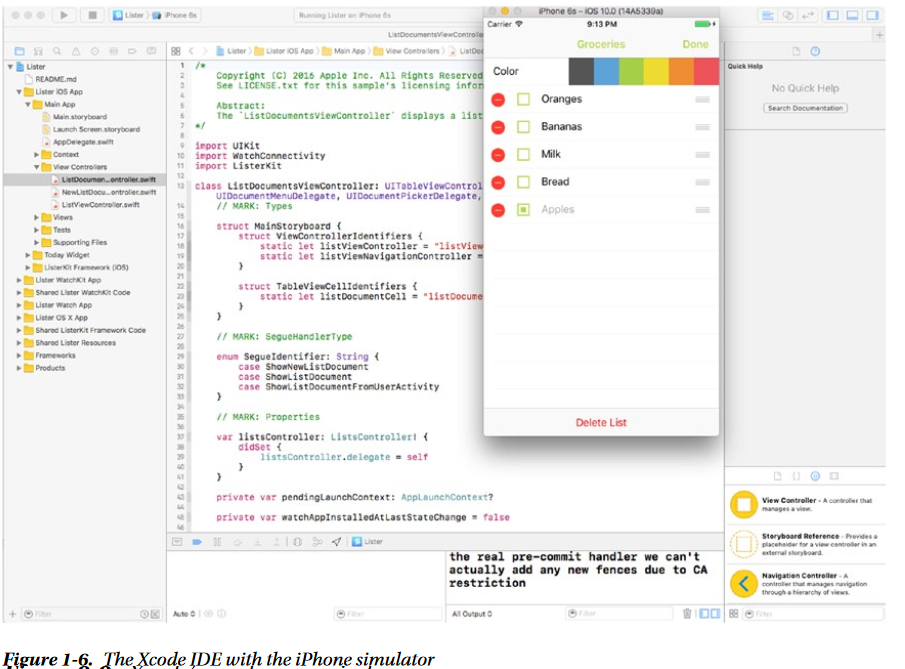 iPhone 6s – iOS 10.0 (14A5339a)
Lister
iPhone 6s
Running Lister on iPhone 6s
ListDocumentsViewControlle
Carrier
9:13 PM
Groceries
Done
Color
Oranges
Bananas
Milk
Bread
Apples
Delete List
Lister
Lister iOS App
Main App
View Controllers
ListDoc
Lister
README.md
Lister iOS App
Main App
Main.storyboard
Launch Screen.storyboard
AppDelegate.swift
Context
View Controllers
ListDocumen...ontroller.swift
NewListDocu...ontroller.swift
ListViewController.swift
Views
Tests
Supporting Files
Today Widget
ListerKit Framework (iOS)
Lister WatchKit App
Shared Lister WatchKit Code
Lister Watch App
Lister OS X App
Shared ListerKit Framework Code
Shared Lister Resources
Frameworks
Products
/*
Copyright (C) 2016 Apple Inc. All Rights Reserved
See LICENSE.txt for this sample's licensing infor
Abstract:
The `ListDocumentsViewController` displays a list
*/
import UIKit
import WatchConnectivity
import ListerKit
class ListDocumentsViewController: UITableViewControl
UIDocumentMenuDelegate, UIDocumentPickerDelegate,
// MARK: Types
struct MainStoryboard {
struct ViewControllerIdentifiers {
static let listViewController = "listView
static let listViewNavigationController =
}
struct TableViewCellIdentifiers {
static let listDocumentCell = "listDocume
}
}
// MARK: SegueHandlerType
enum SegueIdentifier: String {
case ShowNewListDocument
case ShowListDocument
case ShowListDocumentFromUserActivity
}
// MARK: Properties
var listsController: ListsController! {
didSet {
listsController.delegate = self
}
}
private var pendingLaunchContext: AppLaunchContext?
private var watchAppInstalledAtLastStateChange = false
Lister
the real pre-commit handler we can't
actually add any new fences due to CA
restriction
Quick Help
No Quick Help
Search Documentation
View Controller - A controller that
manages a view.
Storyboard Reference - Provides a
placeholder for a view controller in an
external storyboard.
Navigation Controller - A
controller that manages navigation
through a hierarchy of views.
Filter
Auto
Filter
All Output
Filter
Filter
Figure 1-6. The Xcode IDE with the iPhone simulator